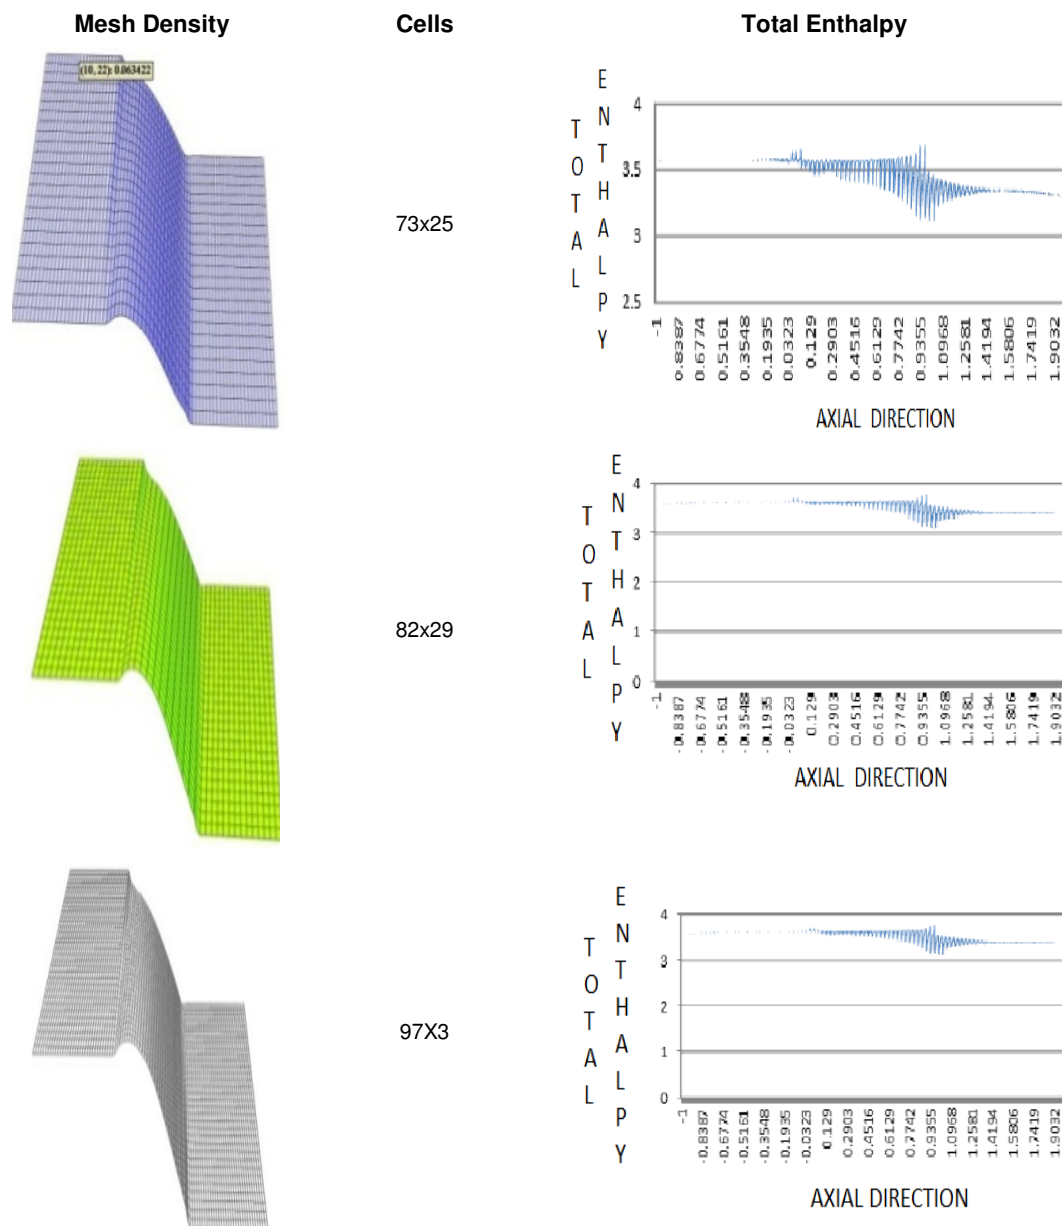 Mesh Density Cells Total Enthalpy
(10, 22): 0.063422
73x25
TOTAL
ENTHALPY
4
3.5
3
2.5
-1 0.8387 0.6774 0.5161 0.3548 0.1935 0.0323 0.129 0.2903 0.4516 0.6129 0.7742 0.9355 1.0968 1.2581 1.4194 1.5806 1.7419 1.9032
AXIAL DIRECTION
82x29
TOTAL
ENTHALPY
4
3
2
1
0
-1 -0.8387 -0.6774 -0.5161 -0.3548 -0.1935 -0.0323 0.129 0.2903 0.4516 0.6129 0.7742 0.9355 1.0968 1.2581 1.4194 1.5806 1.7419 1.9032
AXIAL DIRECTION
97X3
TOTAL
ENTHALPY
4
3
2
1
0
-1 -0.8387 -0.6774 -0.5161 -0.3548 -0.1935 -0.0323 0.129 0.2903 0.4516 0.6129 0.7742 0.9355 1.0968 1.2581 1.4194 1.5806 1.7419 1.9032
AXIAL DIRECTION